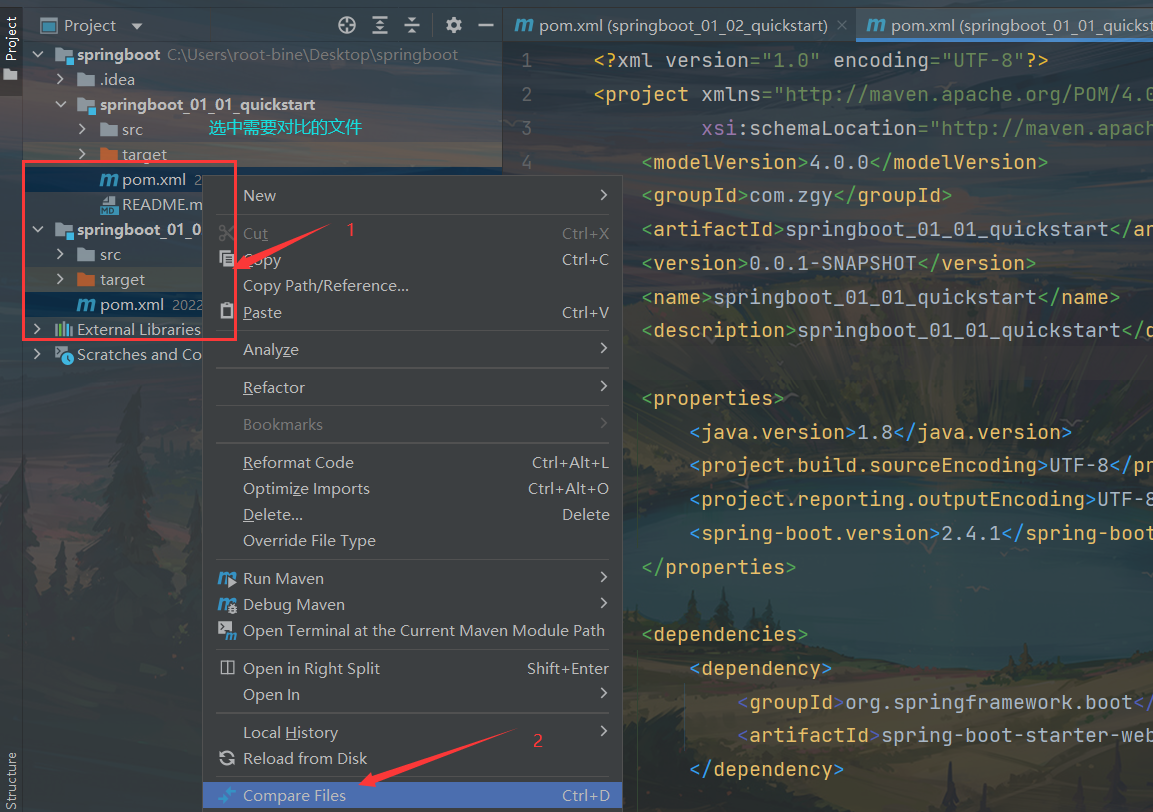 Project
Project
pom.xml (springboot_01_02_quickstart)
pom.xml (springboot_01_01_quickst
springboot C:\Users\root-bine\Desktop\springboot
.idea
springboot_01_01_quickstart
src
选中需要对比的文件
target
pom.xml 2
README.m
springboot_01_0
src
target
pom.xml 2022
External Libraries
Scratches and Co
Structure
New
Cut Ctrl+X
1
Copy Ctrl+C
Copy Path/Reference...
Paste Ctrl+V
Analyze
Refactor
Bookmarks
Reformat Code Ctrl+Alt+L
Optimize Imports Ctrl+Alt+O
Delete... Delete
Override File Type
Run Maven
Debug Maven
Open Terminal at the Current Maven Module Path
Open in Right Split Shift+Enter
Open In
Local History
2
Reload from Disk
Compare Files Ctrl+D
1 <?xml version="1.0" encoding="UTF-8"?>
2 <project xmlns="http://maven.apache.org/POM/4.0
3 xsi:schemaLocation="http://maven.apach
4 <modelVersion>4.0.0</modelVersion>
<groupId>com.zgy</groupId>
<artifactId>springboot_01_01_quickstart</ar
<version>0.0.1-SNAPSHOT</version>
<name>springboot_01_01_quickstart</name>
<description>springboot_01_01_quickstart</d
<properties>
<java.version>1.8</java.version>
<project.build.sourceEncoding>UTF-8</pr
<project.reporting.outputEncoding>UTF-8
<spring-boot.version>2.4.1</spring-boot
</properties>
<dependencies>
<dependency>
<groupId>org.springframework.boot</
<artifactId>spring-boot-starter-web
</dependency>